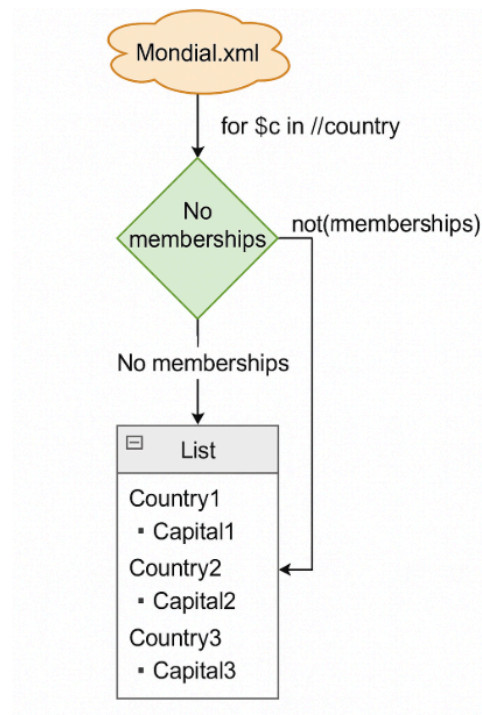 Mondial.xml
for $c in //country
No
memberships
not(rmemberships)
No memberships
List
Country1
▪ Capital1
Country2
▪ Capital2
Country3
▪ Capital3